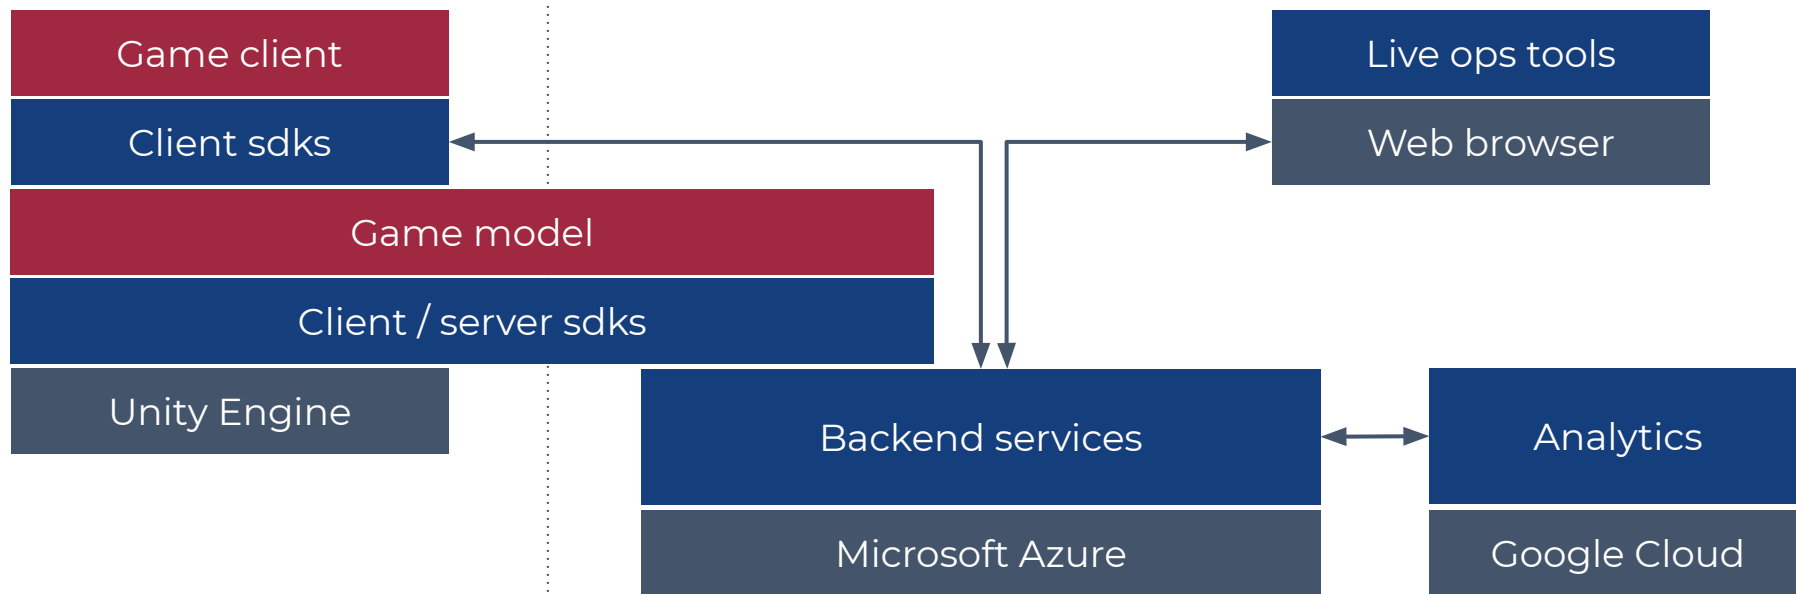 Game client
Live ops tools
Client sdks
Web browser
Game model
Client / server sdks
Unity Engine
Backend services
Analytics
Microsoft Azure
Google Cloud